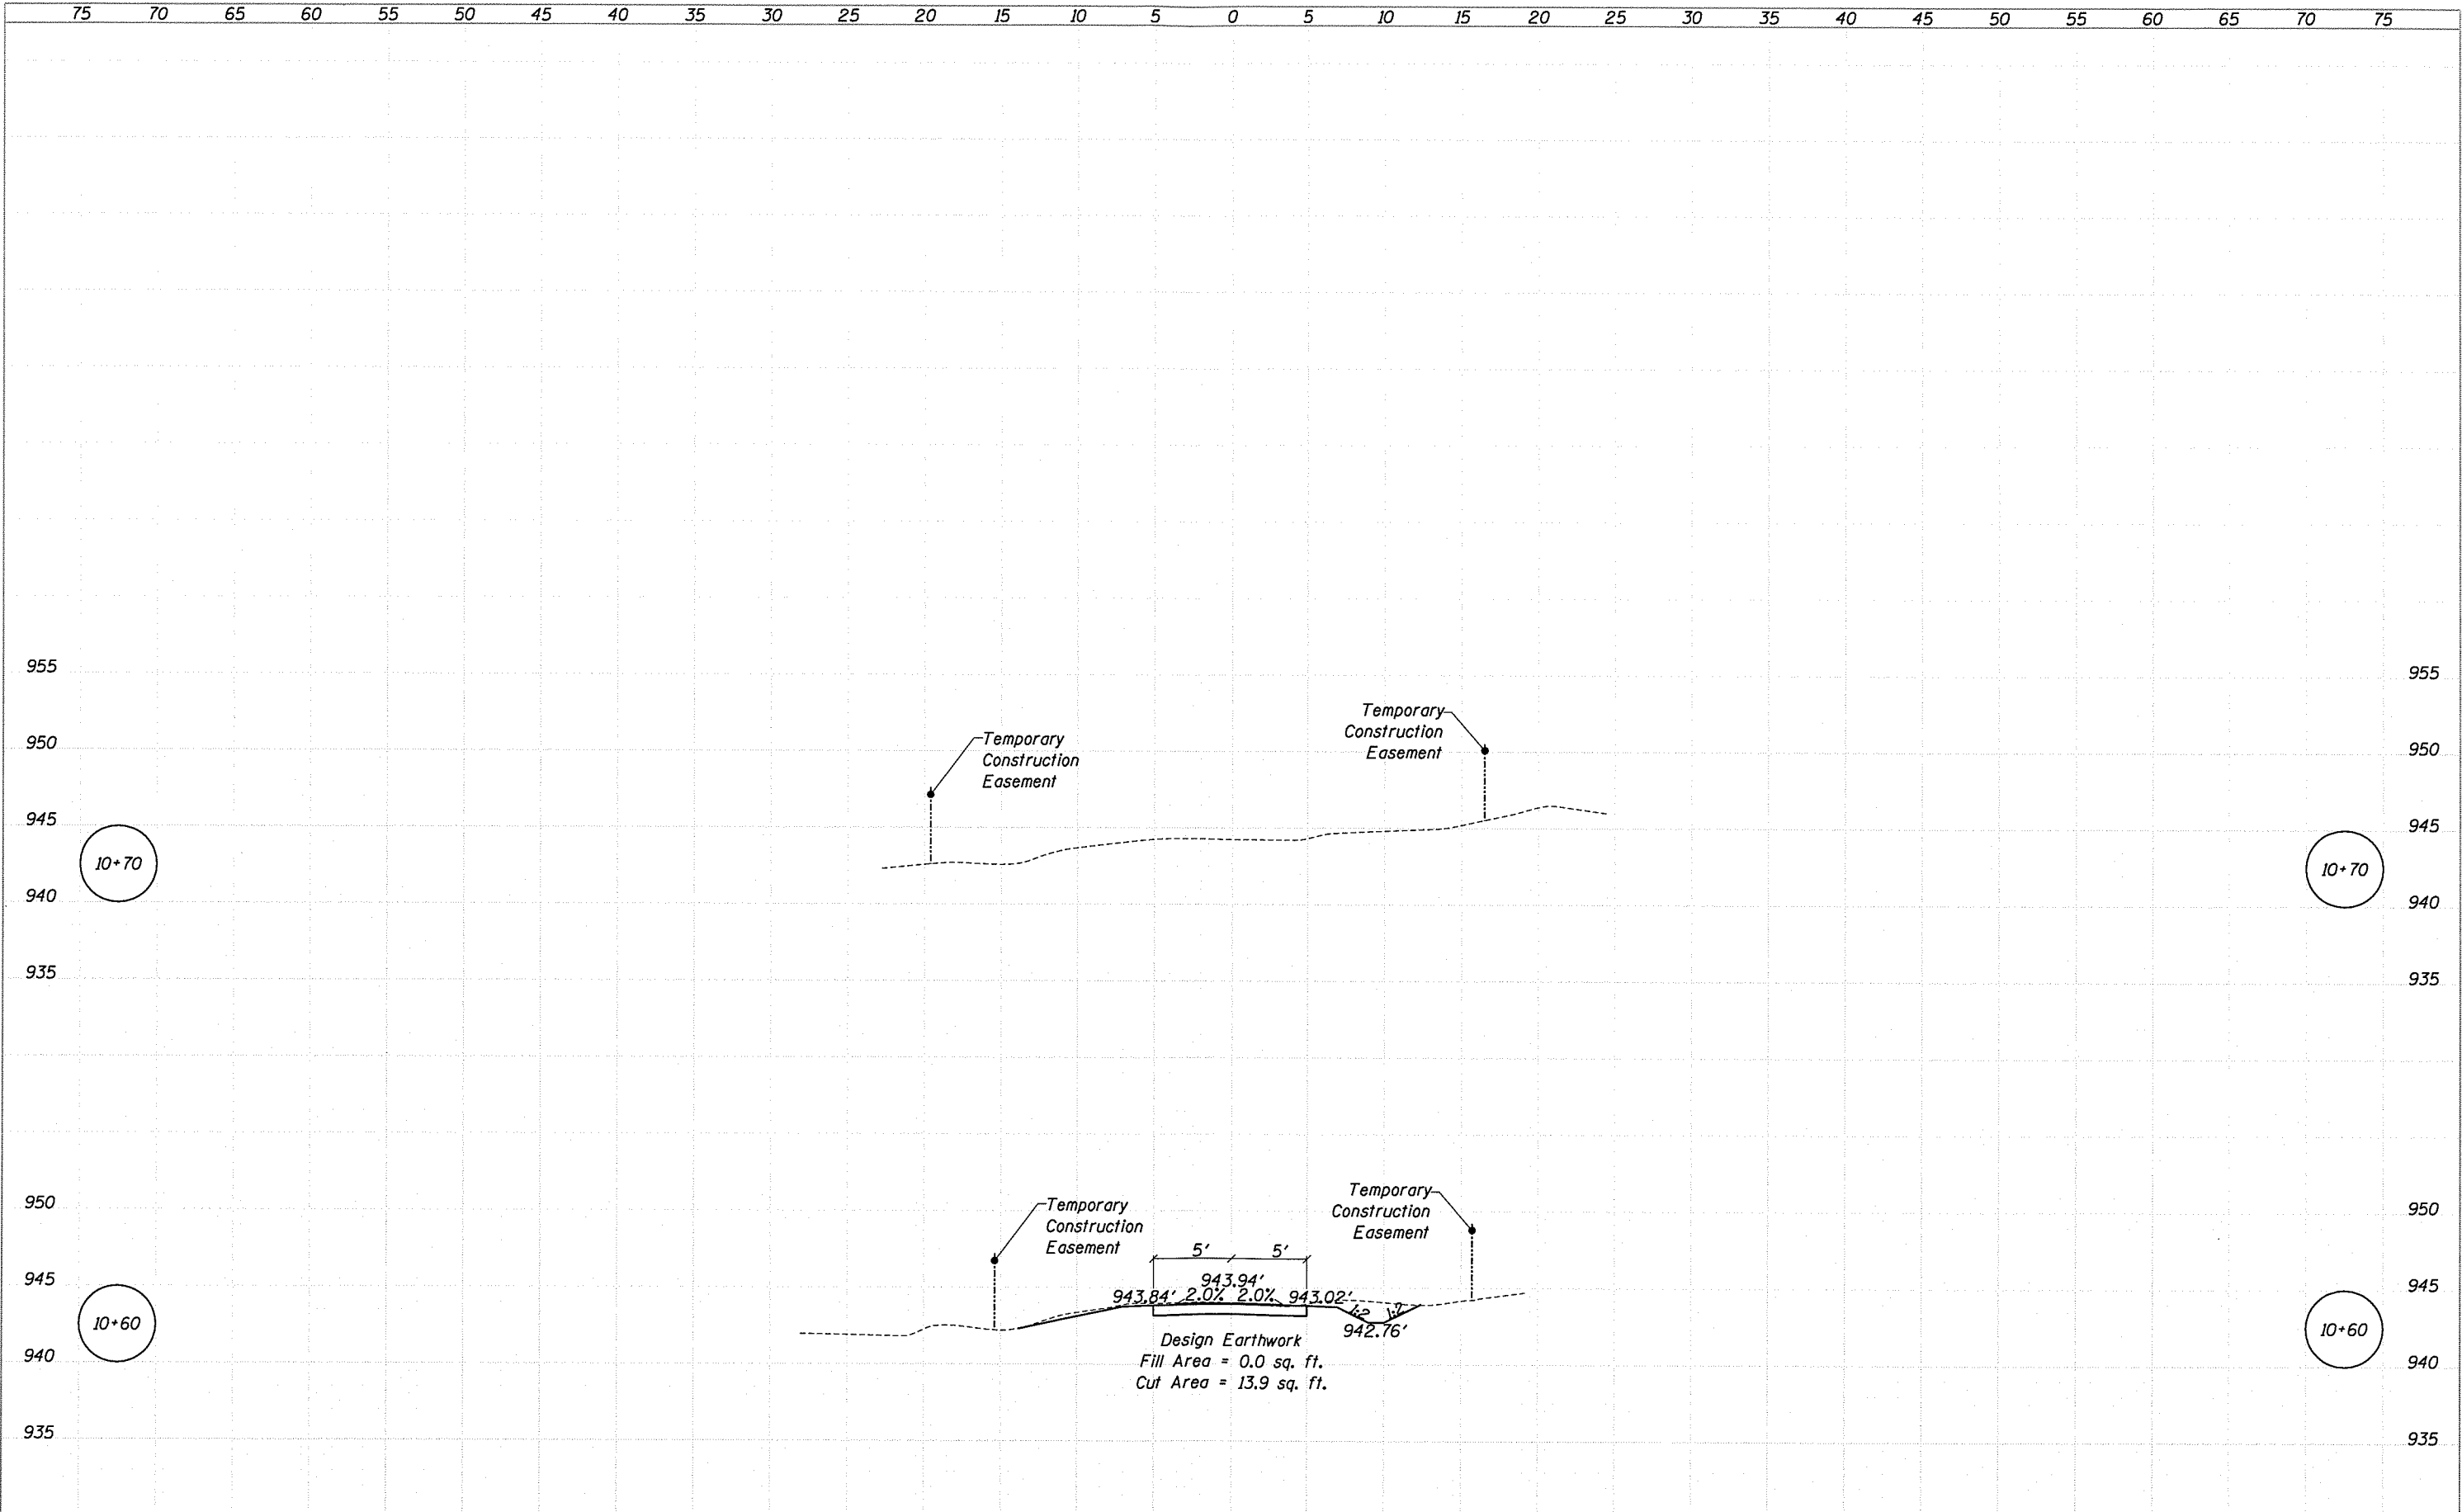 75 70 65 60 55 50 45 40 35 30 25 20 15 10 5 0 5 10 15 20 25 30 35 40 45 50 55 60 65 70 75
955 955
Temporary
Construction
Easement
Temporary
Construction
Easement
950 950
945 945
10+70 10+70
940 940
935 935
Temporary
Construction
Easement
Temporary
Construction
Easement
950 950
5' 5'
945 945
943.94'
943.84' 2.0% 2.0% 943.02'
1:2 1:2
942.76'
10+60 10+60
Design Earthwork
Fill Area = 0.0 sq. ft.
Cut Area = 13.9 sq. ft.
940 940
935 935